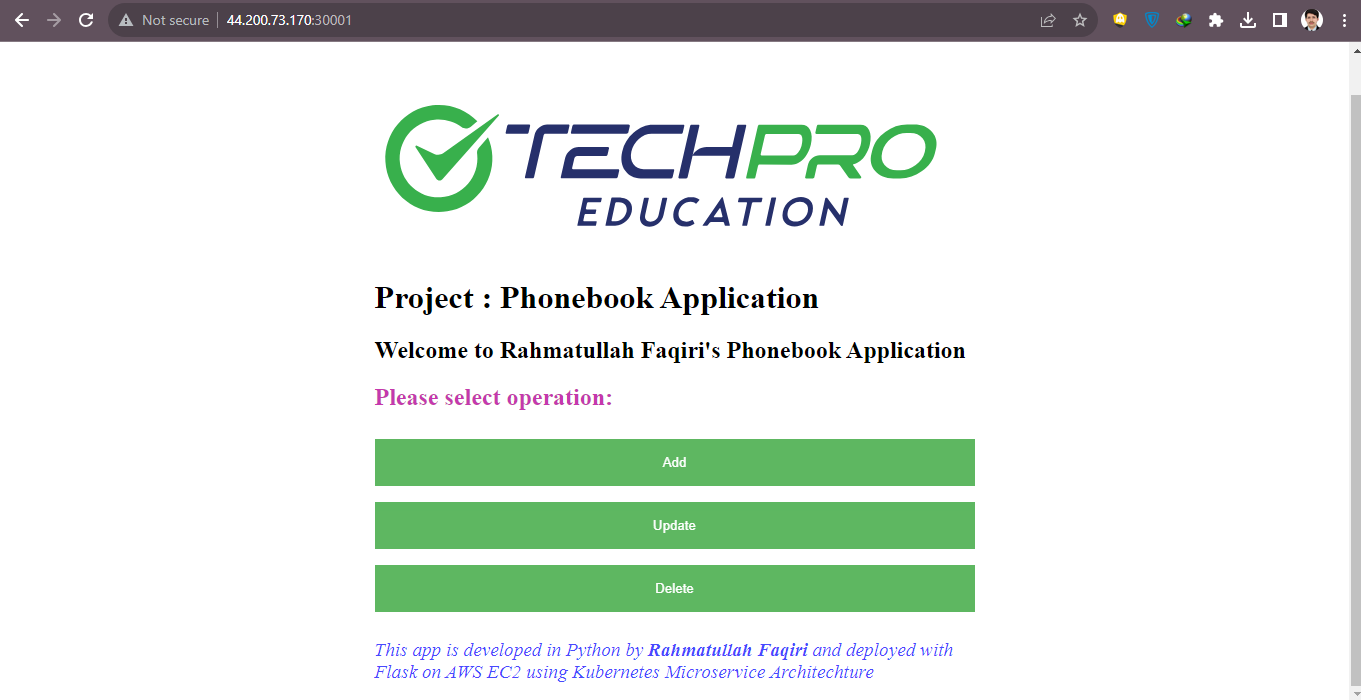 Not secure 44.200.73.170:30001
TECHPRO
EDUCATION
Project : Phonebook Application
Welcome to Rahmatullah Faqiri's Phonebook Application
Please select operation:
Add
Update
Delete
This app is developed in Python by Rahmatullah Faqiri and deployed with
Flask on AWS EC2 using Kubernetes Microservice Architechture